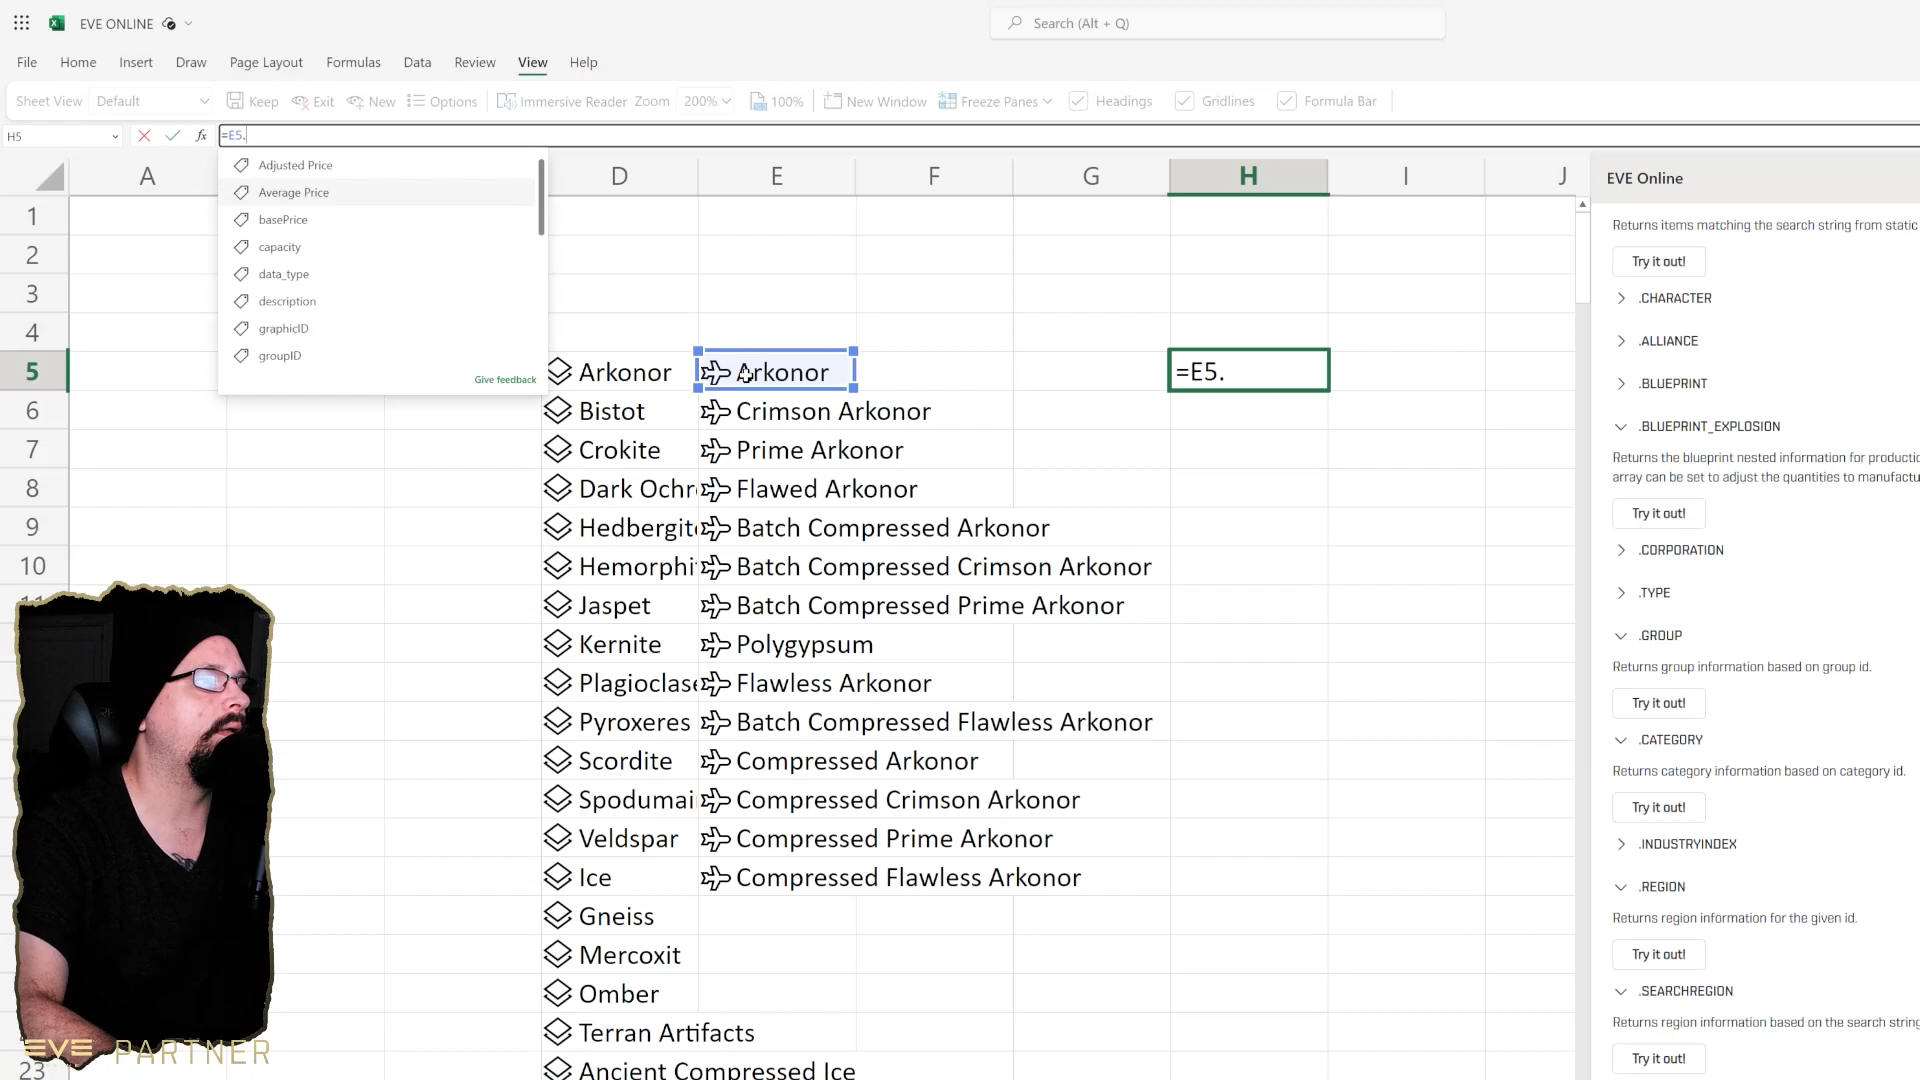 EVE ONLINE
Search (Alt + Q)
File Home Insert Draw Page Layout Formulas Data Review View Help
Sheet View Default Keep Exit New Options Immersive Reader Zoom 200% 100% New Window Freeze Panes Headings Gridlines Formula Bar
H5 fx =E5.
Adjusted Price
Average Price
basePrice
capacity
data_type
description
graphicID
groupID
Give feedback
A D E F G H I J
1
2
3
4
5 Arkonor Arkonor =E5.
6 Bistot Crimson Arkonor
7 Crokite Prime Arkonor
8 Dark Ochr Flawed Arkonor
9 Hedbergit Batch Compressed Arkonor
10 Hemorphi Batch Compressed Crimson Arkonor
Jaspet Batch Compressed Prime Arkonor
Kernite Polygypsum
Plagioclase Flawless Arkonor
Pyroxeres Batch Compressed Flawless Arkonor
Scordite Compressed Arkonor
Spodumai Compressed Crimson Arkonor
Veldspar Compressed Prime Arkonor
Ice Compressed Flawless Arkonor
Gneiss
Mercoxit
Omber
Terran Artifacts
23 Ancient Compressed Ice
EVE Online
Returns items matching the search string from static
Try it out!
.CHARACTER
.ALLIANCE
.BLUEPRINT
.BLUEPRINT_EXPLOSION
Returns the blueprint nested information for productio
array can be set to adjust the quantities to manufactu
Try it out!
.CORPORATION
.TYPE
.GROUP
Returns group information based on group id.
Try it out!
.CATEGORY
Returns category information based on category id.
Try it out!
.INDUSTRYINDEX
.REGION
Returns region information for the given id.
Try it out!
.SEARCHREGION
Returns region information based on the search string
Try it out!
EVE PARTNER